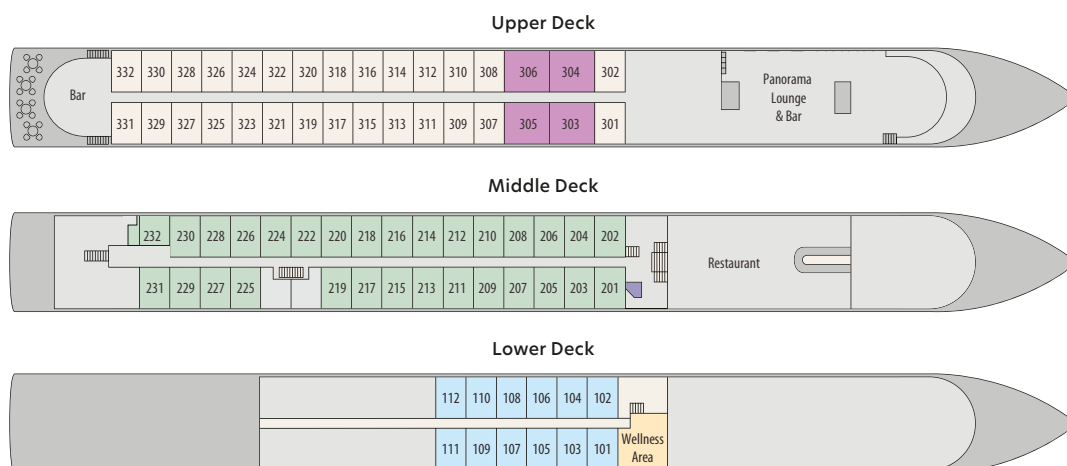 Upper Deck
332 330 328 326 324 322 320 318 316 314 312 310 308 306 304 302
Bar
Panorama
Lounge
& Bar
331 329 327 325 323 321 319 317 315 313 311 309 307 305 303 301
Middle Deck
232 230 228 226 224 222 220 218 216 214 212 210 208 206 204 202
Restaurant
231 229 227 225 219 217 215 213 211 209 207 205 203 201
Lower Deck
112 110 108 106 104 102
111 109 107 105 103 101
Wellness
Area